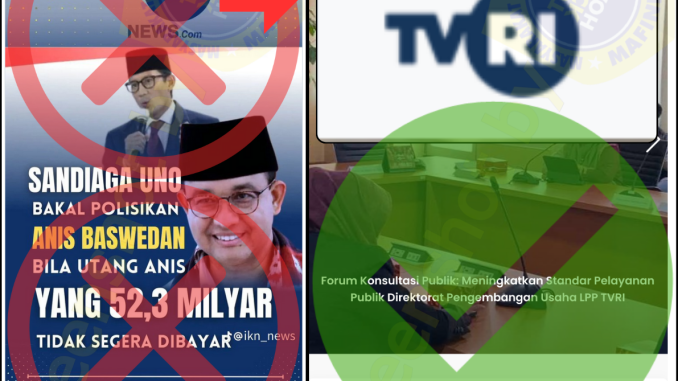 NEWS.Com
SANDIAGA UNO
BAKAL POLISIKAN
ANIS BASWEDAN
BILA UTANG ANIS
YANG 52,3 MILYAR
TIDAK SEGERA DIBAYAR
@ikn_news
TVRI
Forum Konsultasi Publik: Meningkatkan Standar Pelayanan
Publik Direktorat Pengembangan Usaha LPP TVRI